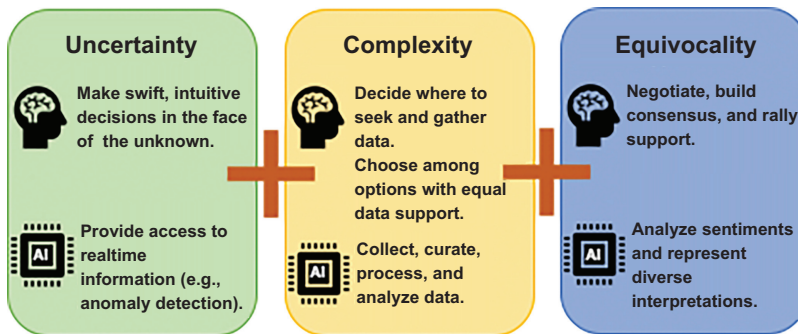 Uncertainty
Make swift, intuitive
decisions in the face
of the unknown.
AI
Provide access to
realtime
information (e.g.,
anomaly detection).
Complexity
Decide where to
seek and gather
data.
Choose among
options with equal
data support.
AI
Collect, curate,
process, and
analyze data.
Equivocality
Negotiate, build
consensus, and rally
support.
AI
Analyze sentiments
and represent
diverse
interpretations.